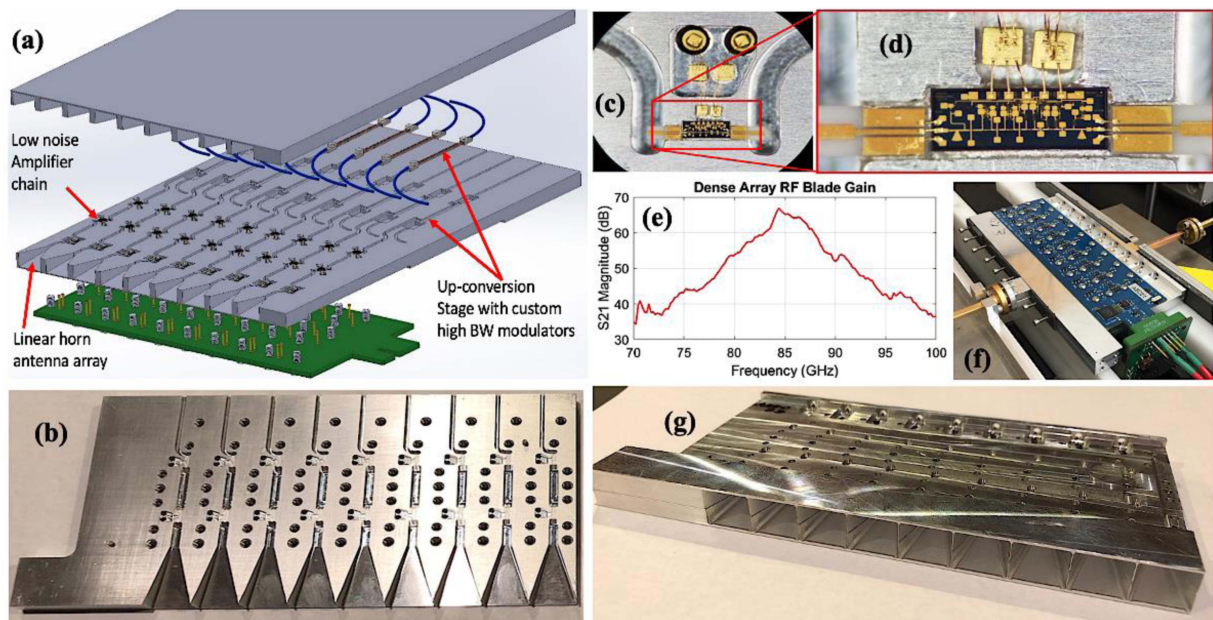 (a)
Low noise
Amplifier
chain
Linear horn
antenna array
Up-conversion
Stage with custom
high BW modulators
(b)
(c)
(d)
(e)
Dense Array RF Blade Gain
S21 Magnitude (dB)
70
60
50
40
30
70
75
80
85
90
95
100
Frequency (GHz)
(f)
(g)